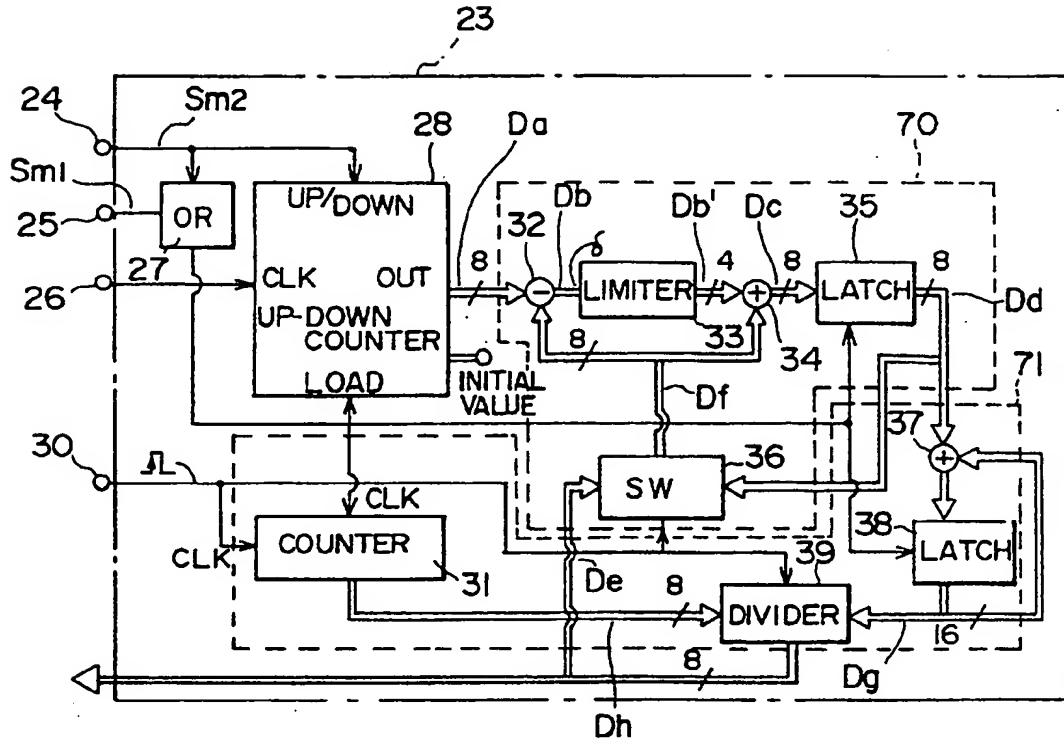 23
24
Sm2
28
Da
70
Sm1
UP/DOWN
32
Db
Db'
Dc
35
25
OR
8
δ
4
8
8
27
CLK
OUT
LIMITER
LATCH
Dd
26
UP-DOWN
COUNTER
33
34
8
LOAD
INITIAL
VALUE
Df
71
30
37
36
SW
CLK
38
CLK
COUNTER
31
De
39
LATCH
8
DIVIDER
16
8
Dg
Dh